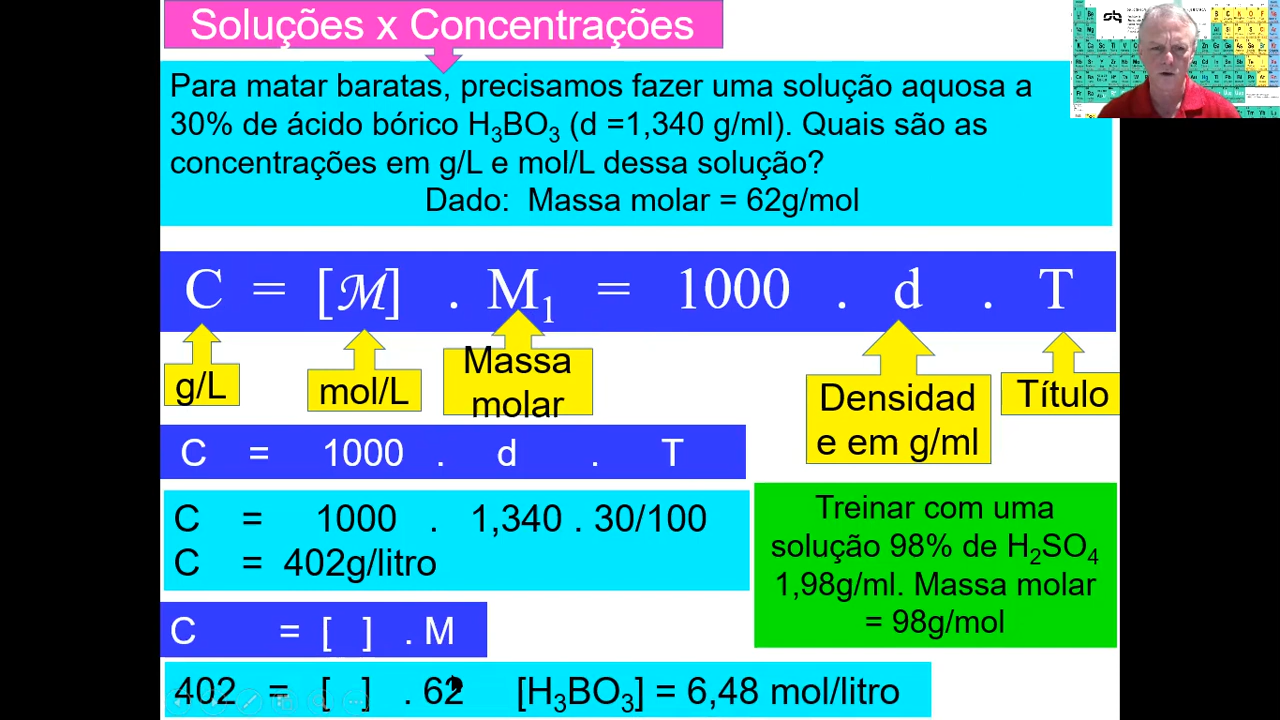 Soluções x Concentrações
Para matar baratas, precisamos fazer uma solução aquosa a
30% de ácido bórico H₃BO₃ (d =1,340 g/ml). Quais são as
concentrações em g/L e mol/L dessa solução?
Dado: Massa molar = 62g/mol
C = [ℳ] . M₁ = 1000 . d . T
g/L
mol/L
Massa
molar
Densidad
e em g/ml
Título
C = 1000 . d . T
C = 1000 . 1,340 . 30/100
C = 402g/litro
Treinar com uma
solução 98% de H₂SO₄
1,98g/ml. Massa molar
= 98g/mol
C = [ ] . M
402 = [ ] . 62 [H₃BO₃] = 6,48 mol/litro